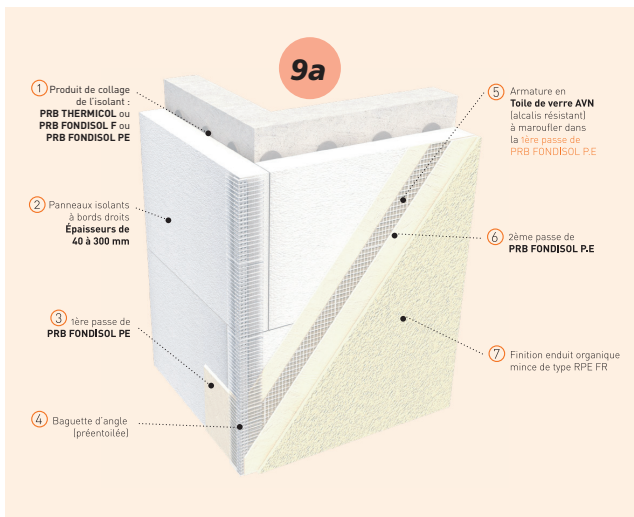 9a
1 Produit de collage
de l'isolant :
PRB THERMICOL ou
PRB FONDISOL F ou
PRB FONDISOL PE
2 Panneaux isolants
à bords droits
Épaisseurs de
40 à 300 mm
3 1ère passe de
PRB FONDISOL PE
4 Baguette d'angle
(préentoilée)
5 Armature en
Toile de verre AVN
(alcalis résistant)
à maroufler dans
la 1ère passe de
PRB FONDISOL P.E
6 2ème passe de
PRB FONDISOL P.E
7 Finition enduit organique
mince de type RPE FR